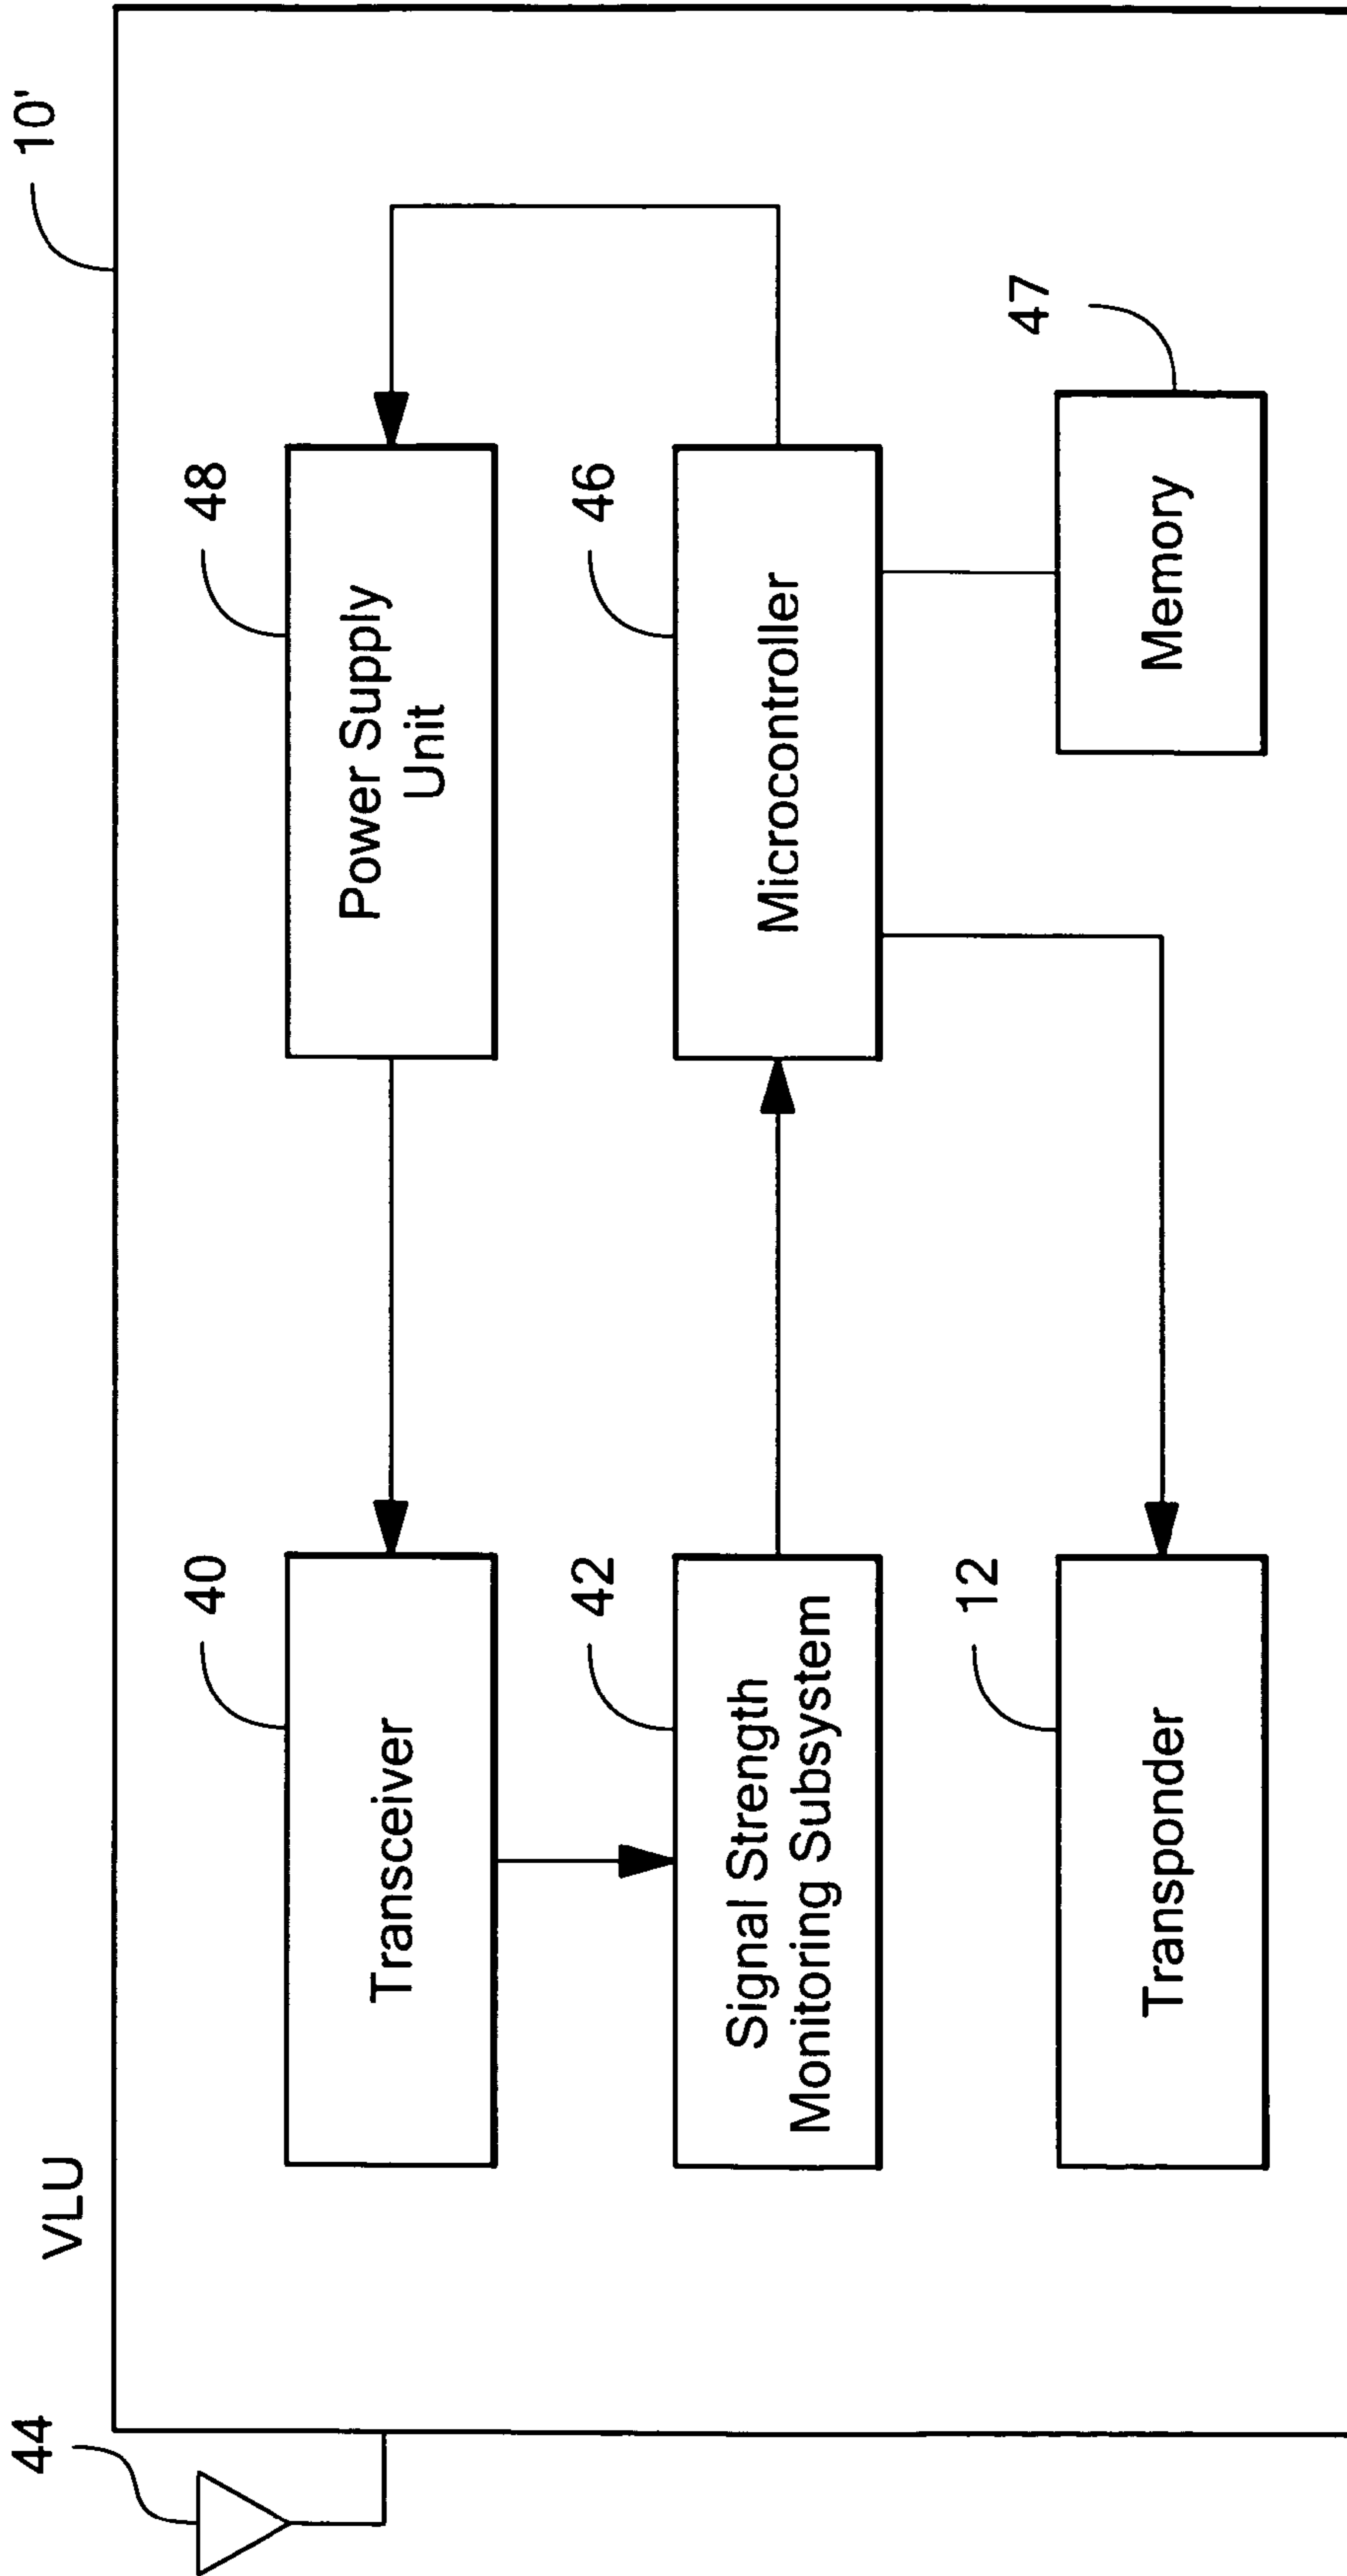 44
VLU
10'
40
Transceiver
48
Power Supply
Unit
42
Signal Strength
Monitoring Subsystem
46
Microcontroller
12
Transponder
47
Memory